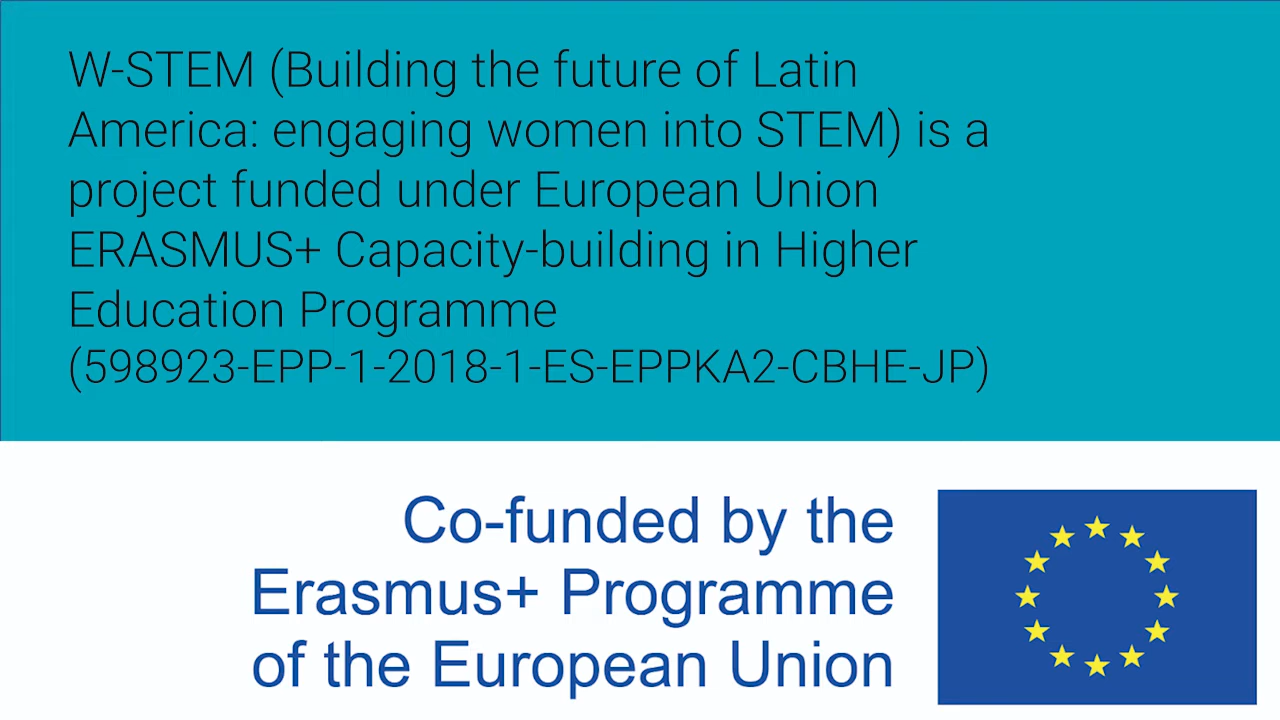 W-STEM (Building the future of Latin
America: engaging women into STEM) is a
project funded under European Union
ERASMUS+ Capacity-building in Higher
Education Programme
(598923-EPP-1-2018-1-ES-EPPKA2-CBHE-JP)
Co-funded by the
Erasmus+ Programme
of the European Union